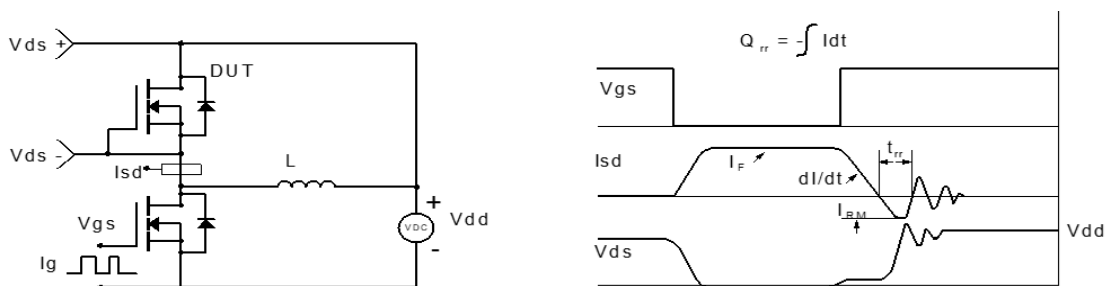 Vds +
DUT
Vds -
Isd
L
Vgs
+
VDC
-
Vdd
Ig
Q rr = - ∫ Idt
Vgs
Isd
I F
dI/dt
t rr
I RM
Vds
Vdd